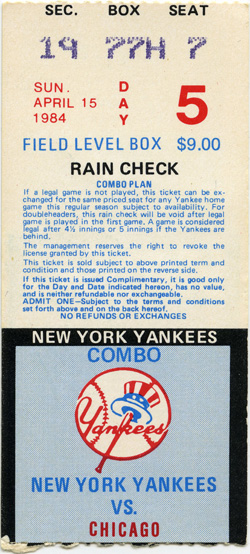 SEC. BOX SEAT
19 77H 7
SUN. DAY 5
APRIL 15
1984
FIELD LEVEL BOX $9.00
RAIN CHECK
COMBO PLAN
If a legal game is not played, this ticket can be ex-
changed for the same priced seat for any Yankee home
game this regular season subject to availability. For
doubleheaders, this rain check will be void after legal
game is played in the first game. A game is considered
legal after 4½ innings or 5 innings if the Yankees are
behind.
The management reserves the right to revoke the
license granted by this ticket.
This ticket is sold subject to above printed term and
condition and those printed on the reverse side.
If this ticket is issued Complimentary, it is good only
for the Day and Date indicated hereon, has no value,
and is neither redeemable nor exchangeable.
ADMIT ONE—Subject to the terms and conditions
set forth above and on the back hereof.
NO REFUNDS OR EXCHANGES
NEW YORK YANKEES
COMBO
Yankees
NEW YORK YANKEES
VS.
CHICAGO